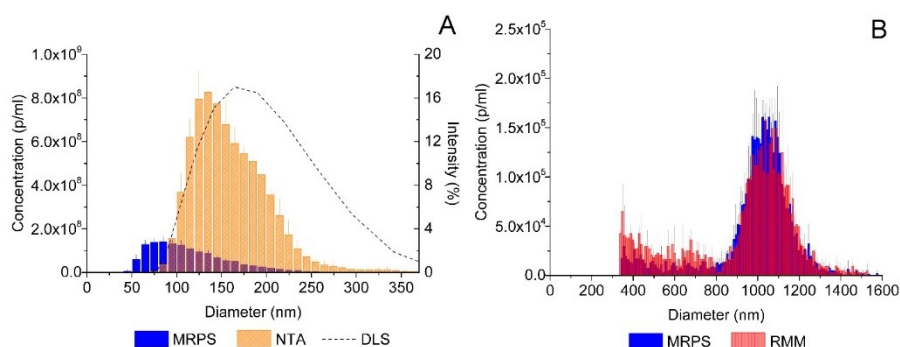 A
Concentration (p/ml)
1.0x10⁹
8.0x10⁸
6.0x10⁸
4.0x10⁸
2.0x10⁸
0.0
0 50 100 150 200 250 300 350
Diameter (nm)
20
16
12
8
4
0
Intensity (%)
MRPS NTA DLS
B
Concentration (p/ml)
2.5x10⁵
2.0x10⁵
1.5x10⁵
1.0x10⁵
5.0x10⁴
0
0 200 400 600 800 1000 1200 1400 1600
Diameter (nm)
MRPS RMM